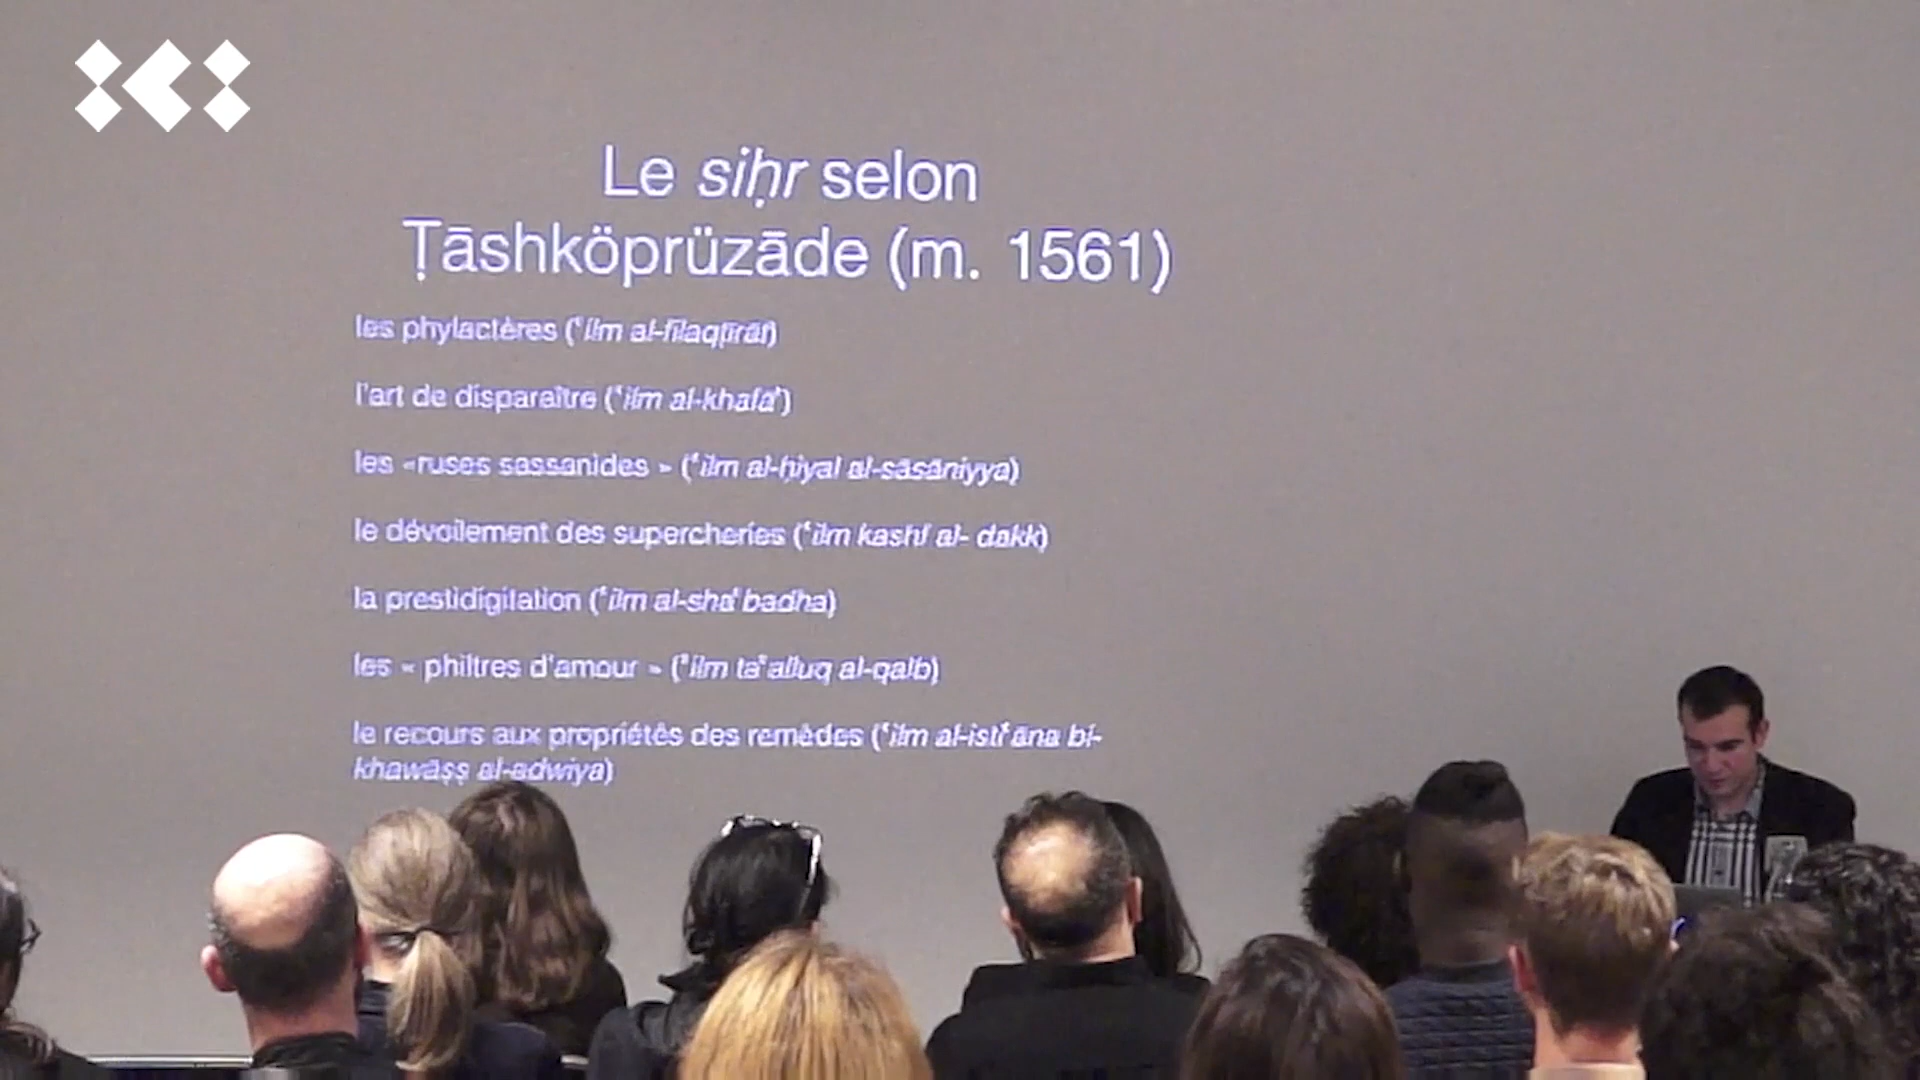 Le siḥr selon
Ṭāshköprüzāde (m. 1561)
les phylactères (ʿilm al-filaqṭīrāt)
l'art de disparaître (ʿilm al-khafāʾ)
les «ruses sassanides » (ʿilm al-ḥiyal al-sāsāniyya)
le dévoilement des supercheries (ʿilm kashf al- dakk)
la prestidigitation (ʿilm al-shaʿbadha)
les « philtres d'amour » (ʿilm taʿalluq al-qalb)
le recours aux propriétés des remèdes (ʿilm al-istiʿāna bi-
khawāṣṣ al-adwiya)